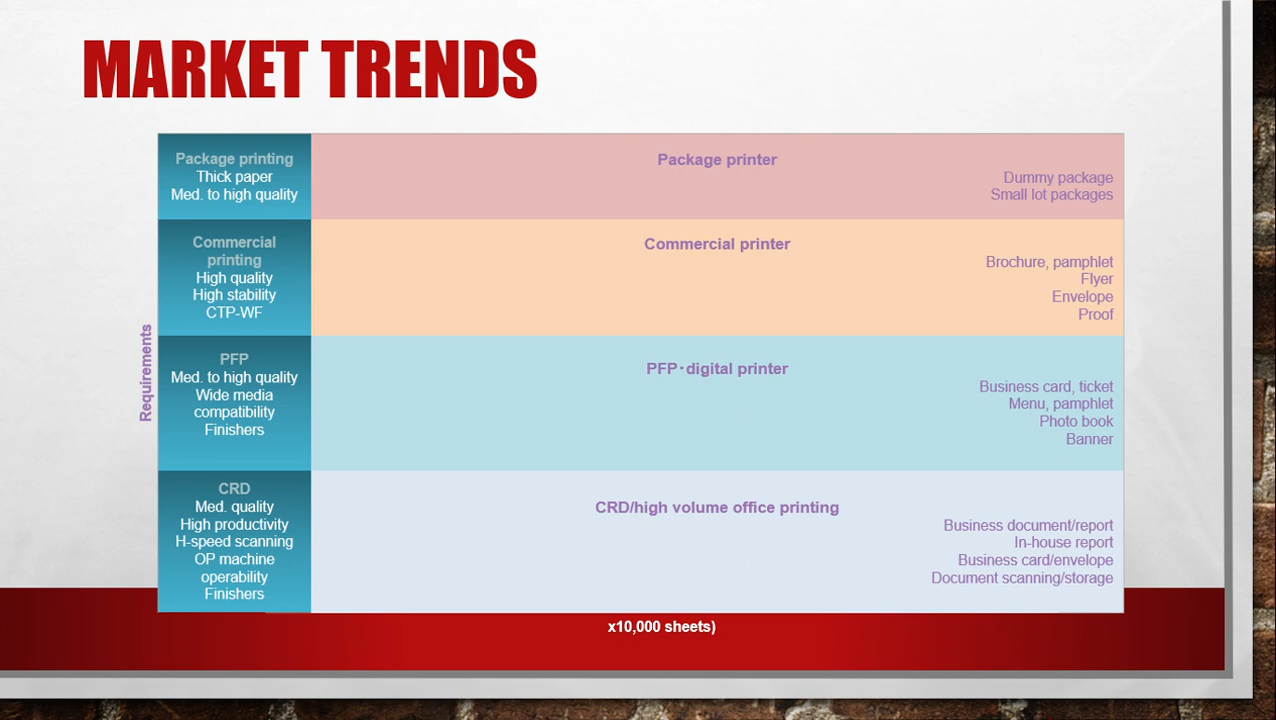 MARKET TRENDS
Package printing
Thick paper
Med. to high quality
Package printer
Dummy package
Small lot packages
Commercial
printing
High quality
High stability
CTP-WF
Commercial printer
Brochure, pamphlet
Flyer
Envelope
Proof
Requirements
PFP
Med. to high quality
Wide media
compatibility
Finishers
PFP･digital printer
Business card, ticket
Menu, pamphlet
Photo book
Banner
CRD
Med. quality
High productivity
H-speed scanning
OP machine
operability
Finishers
CRD/high volume office printing
Business document/report
In-house report
Business card/envelope
Document scanning/storage
x10,000 sheets)